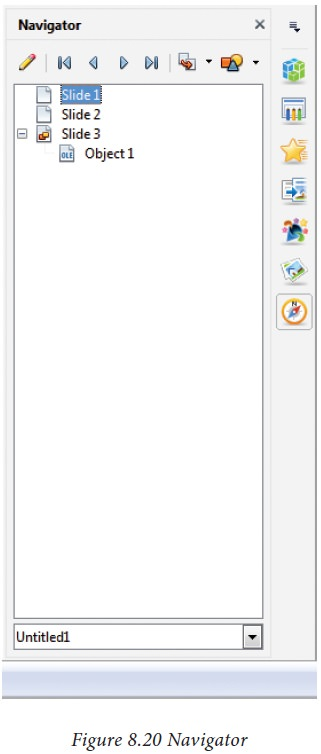 Navigator
Slide 1
Slide 2
Slide 3
OLE
Object 1
N
Untitled1
Figure 8.20 Navigator